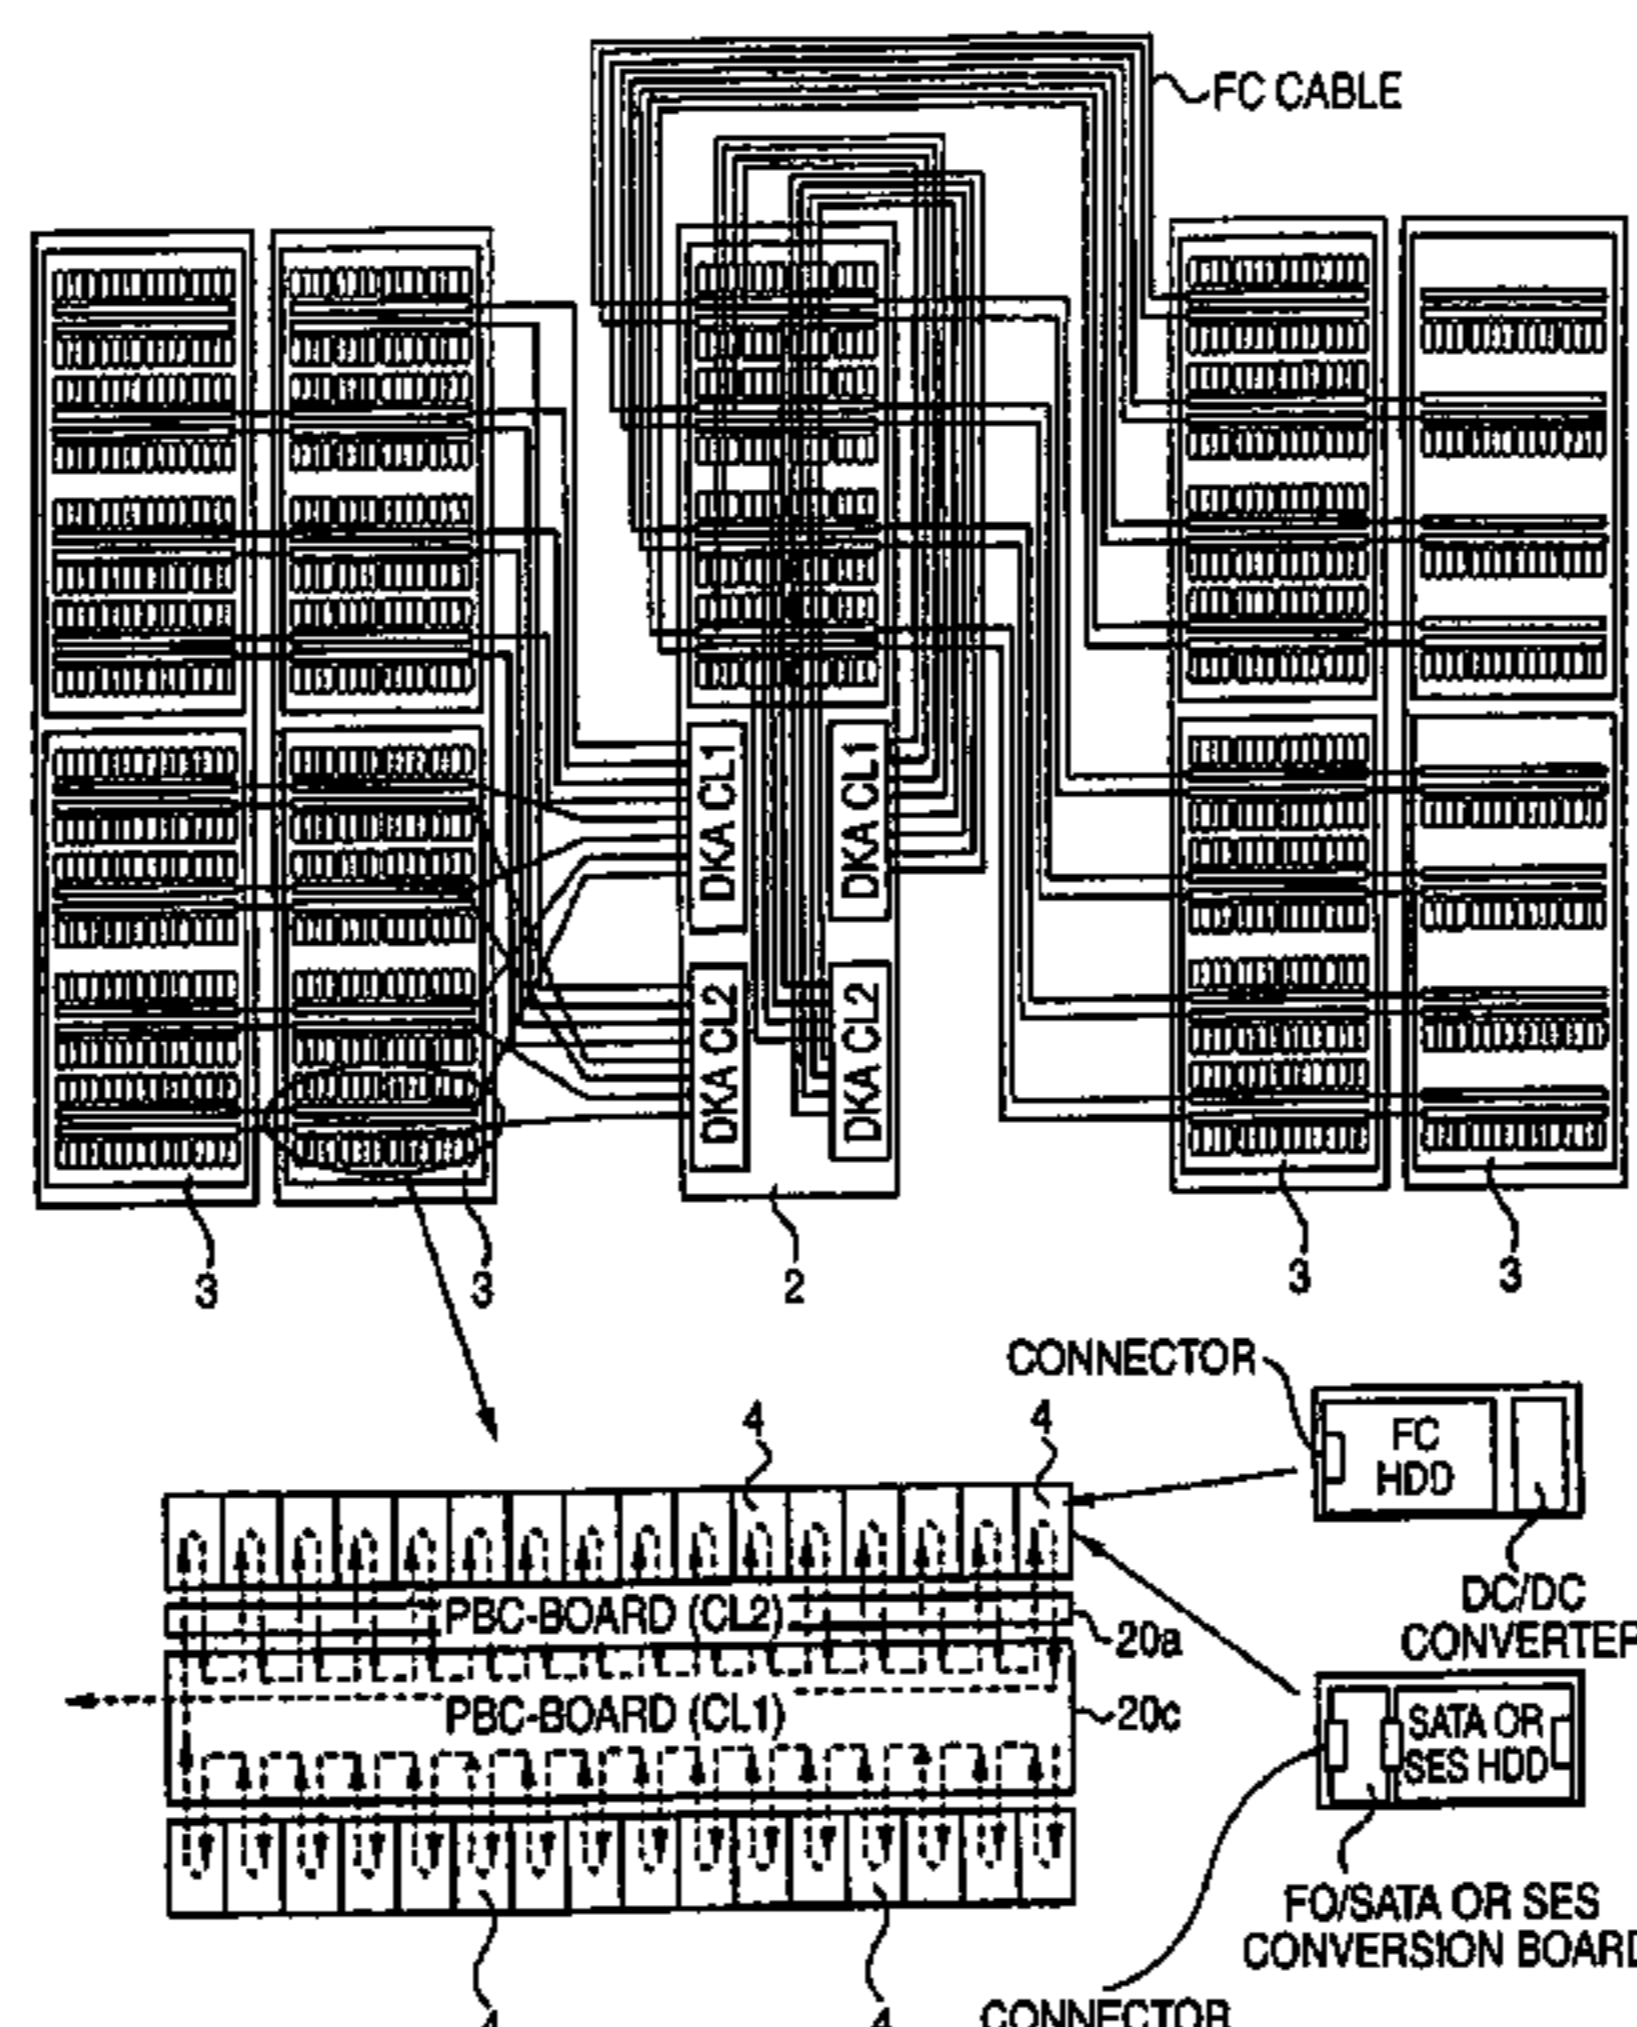 FC CABLE
DKA CL1
DKA CL1
DKA CL2
DKA CL2
3
3
2
3
3
CONNECTOR
4
4
FC
HDD
DC/DC
CONVERTER
PBC-BOARD (CL2)
20a
PBC-BOARD (CL1)
20c
SATA OR
SES HDD
FO/SATA OR SES
CONVERSION BOARD
4
4
CONNECTOR